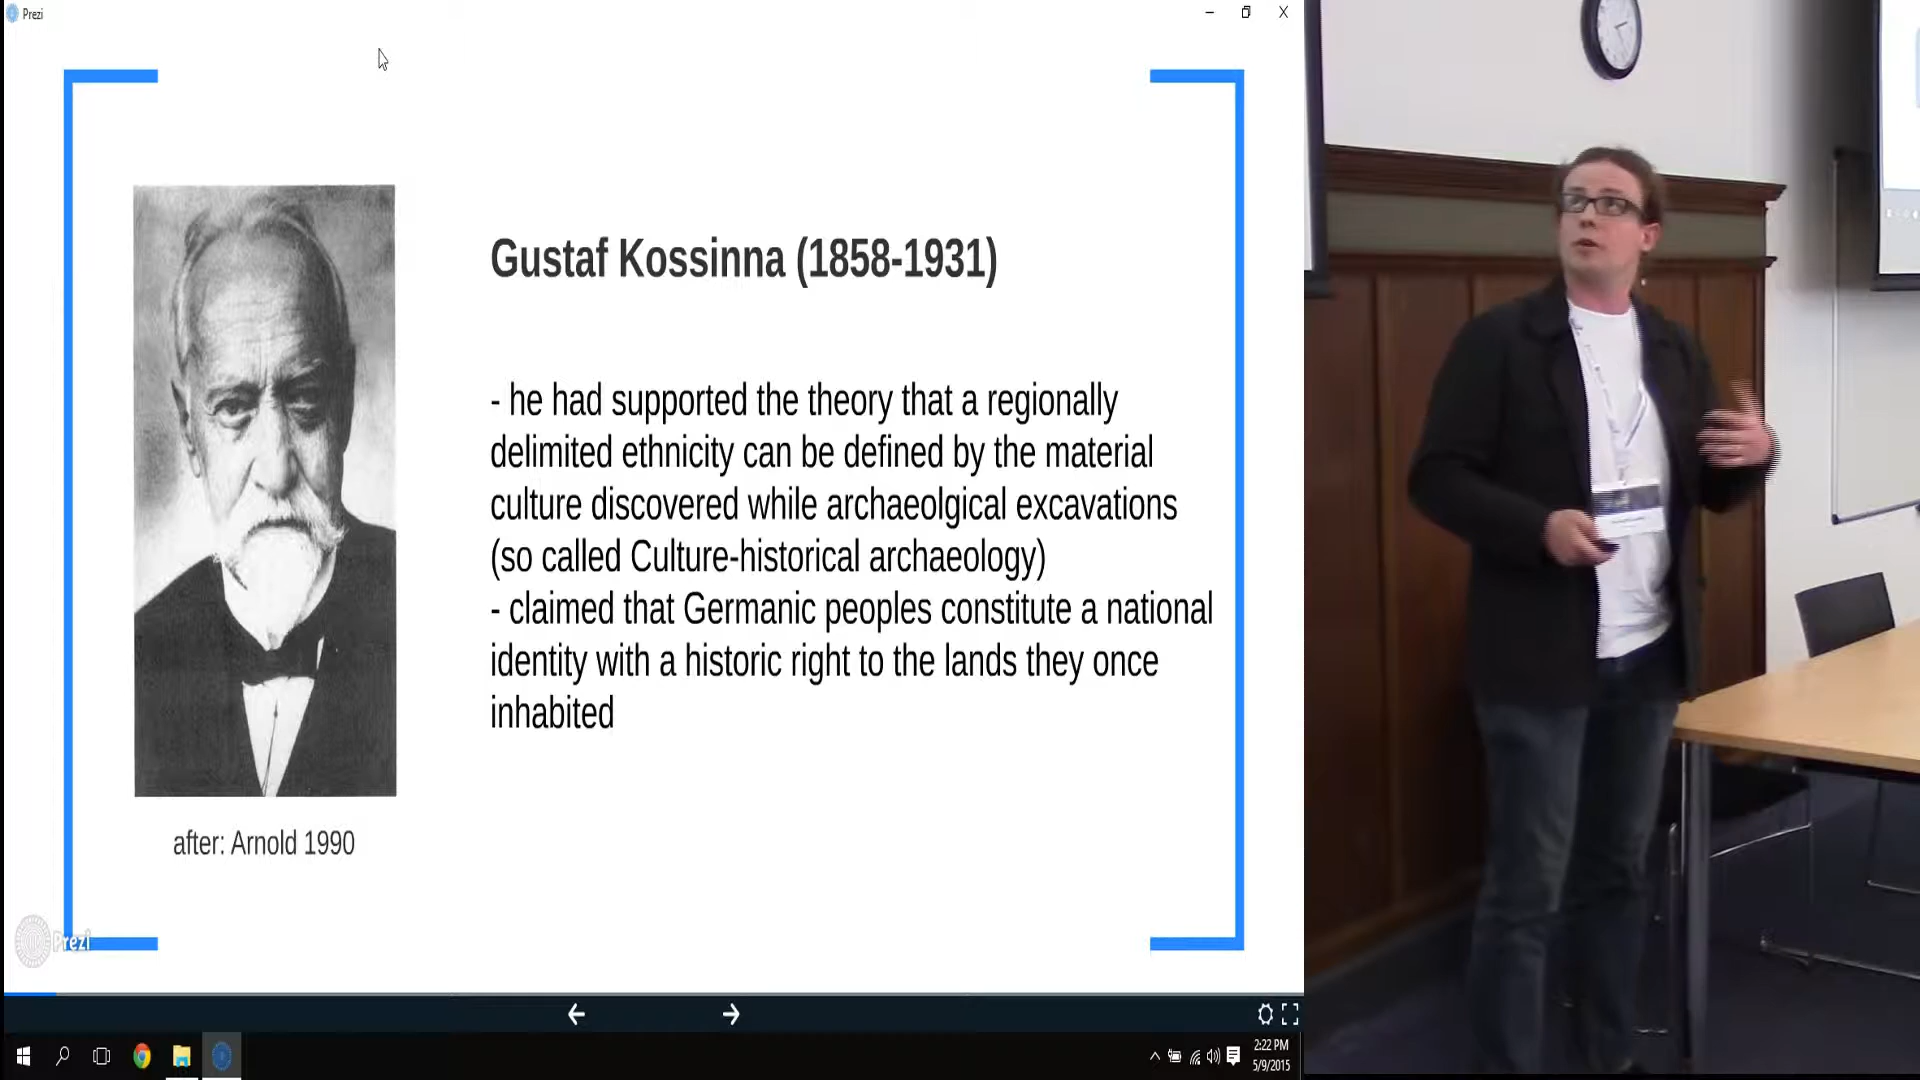 Prezi
Gustaf Kossinna (1858-1931)
- he had supported the theory that a regionally
delimited ethnicity can be defined by the material
culture discovered while archaeolgical excavations
(so called Culture-historical archaeology)
- claimed that Germanic peoples constitute a national
identity with a historic right to the lands they once
inhabited
after: Arnold 1990
Prezi
2:22 PM
5/9/2015